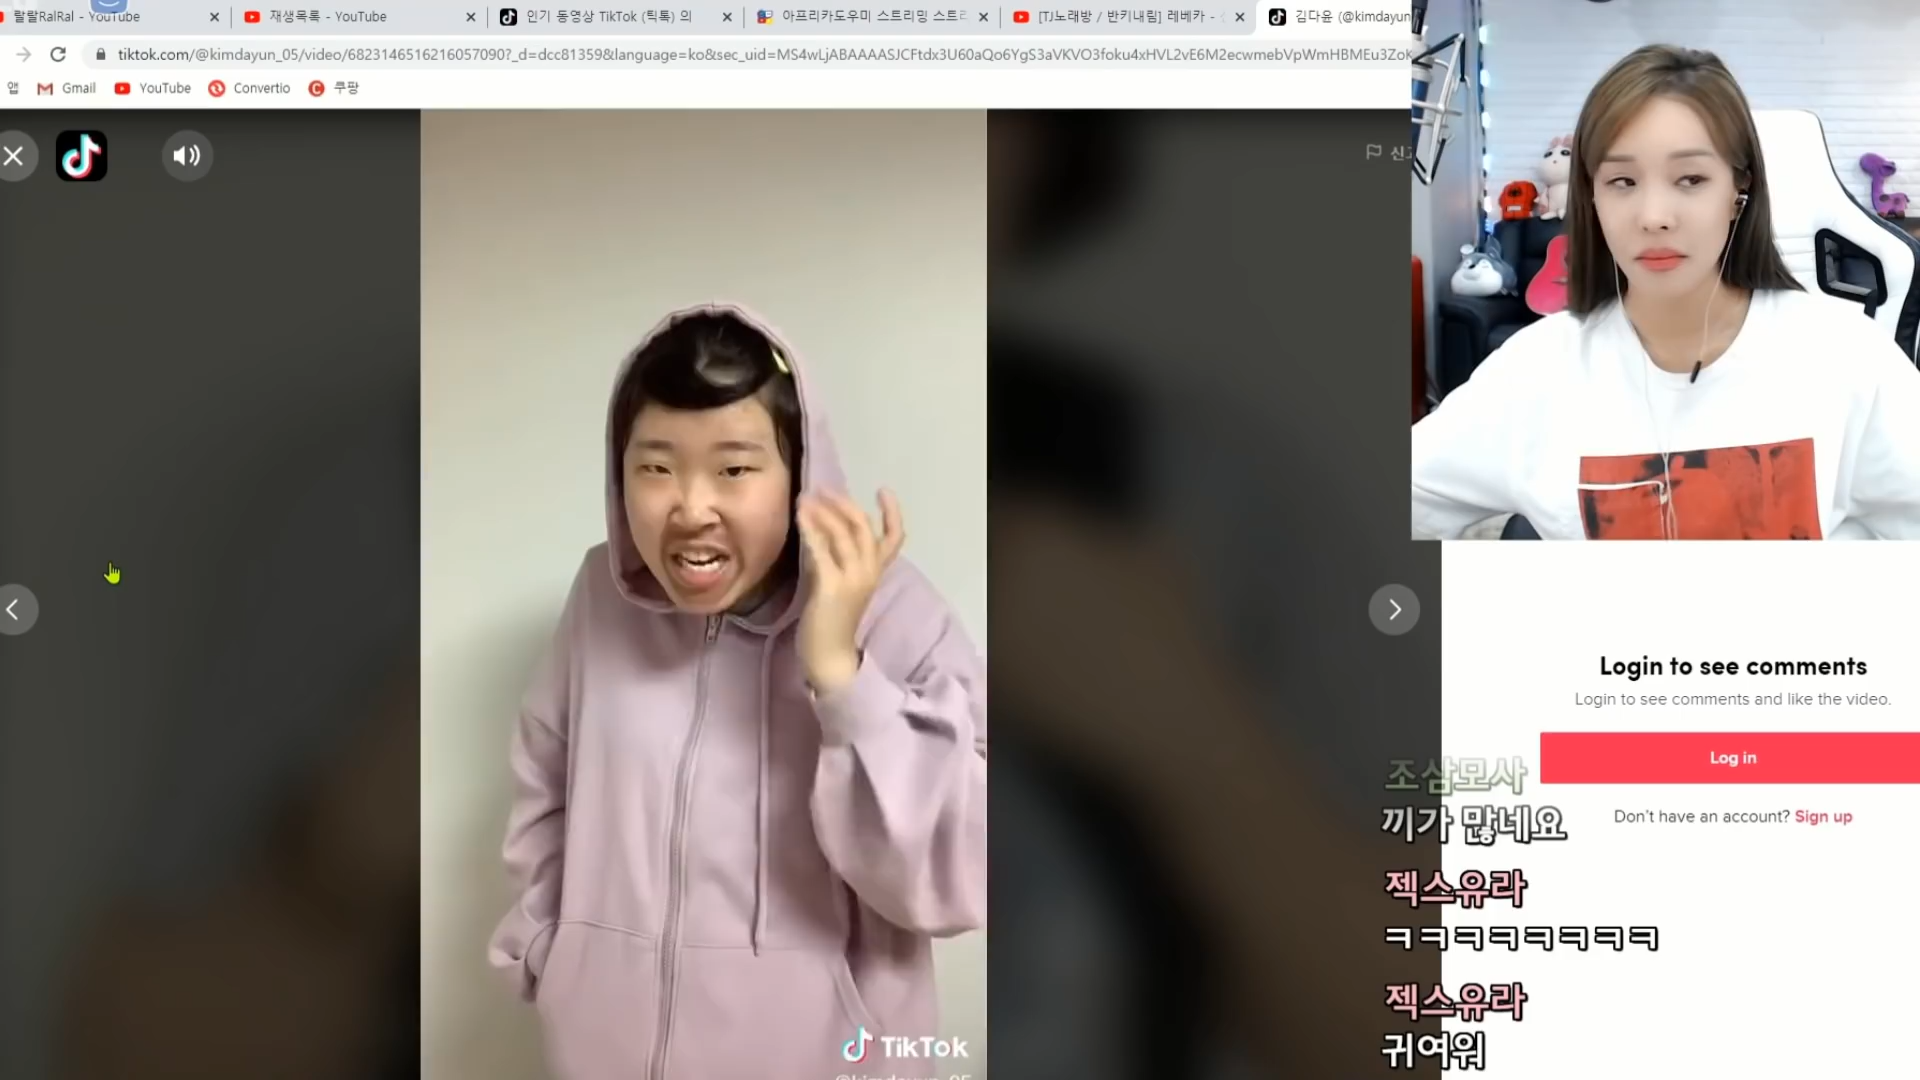 랄랄RalRal - YouTube
재생목록 - YouTube
인기 동영상 TikTok (틱톡) 의
아프리카도우미 스트리밍 스트리
[TJ노래방 / 반키내림] 레베카 -
김다윤 (@kimdayun
tiktok.com/@kimdayun_05/video/6823146516216057090?_d=dcc81359&language=ko&sec_uid=MS4wLjABAAAASJCFtdx3U60aQo6YgS3aVKVO3foku4xHVL2vE6M2ecwmebVpWmHBMEu3ZoK
앱
Gmail
YouTube
Convertio
쿠팡
신고
Login to see comments
Login to see comments and like the video.
Log in
Don't have an account? Sign up
조삼모사
끼가 많네요
젝스유라
ㅋㅋㅋㅋㅋㅋㅋㅋ
젝스유라
귀여워
TikTok
@kimdayun_05